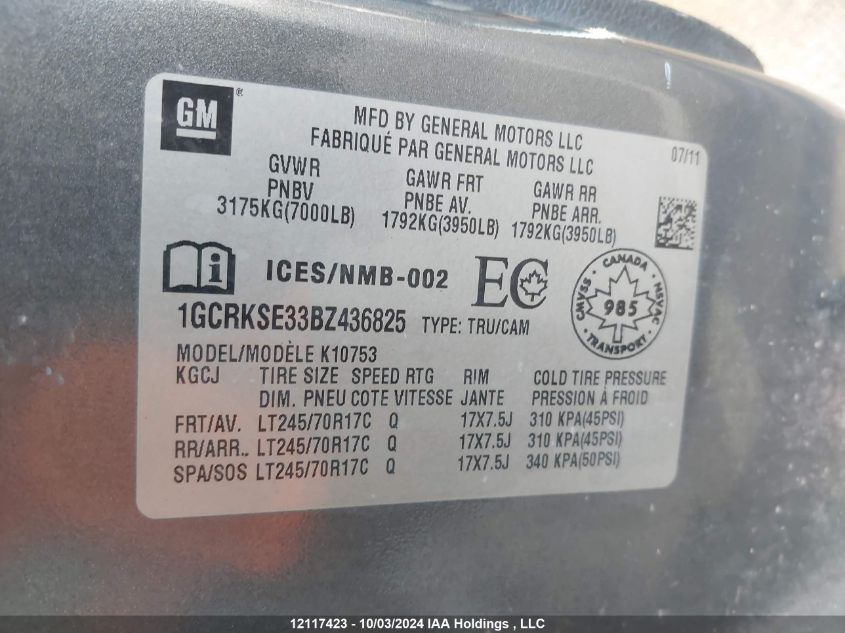 GM®
MFD BY GENERAL MOTORS LLC
FABRIQUÉ PAR GENERAL MOTORS LLC
07/11
GVWR GAWR FRT GAWR RR
PNBV PNBE AV. PNBE ARR.
3175KG(7000LB) 1792KG(3950LB) 1792KG(3950LB)
i ICES/NMB-002 EC
CANADA
CMVSS 985 NSVAC
TRANSPORT
1GCRKSE33BZ436825 TYPE: TRU/CAM
MODEL/MODÈLE K10753
KGCJ TIRE SIZE SPEED RTG RIM COLD TIRE PRESSURE
DIM. PNEU COTE VITESSE JANTE PRESSION À FROID
FRT/AV. LT245/70R17C Q 17X7.5J 310 KPA(45PSI)
RR/ARR.. LT245/70R17C Q 17X7.5J 310 KPA(45PSI)
SPA/SOS LT245/70R17C Q 17X7.5J 340 KPA(50PSI)
12117423 - 10/03/2024 IAA Holdings , LLC